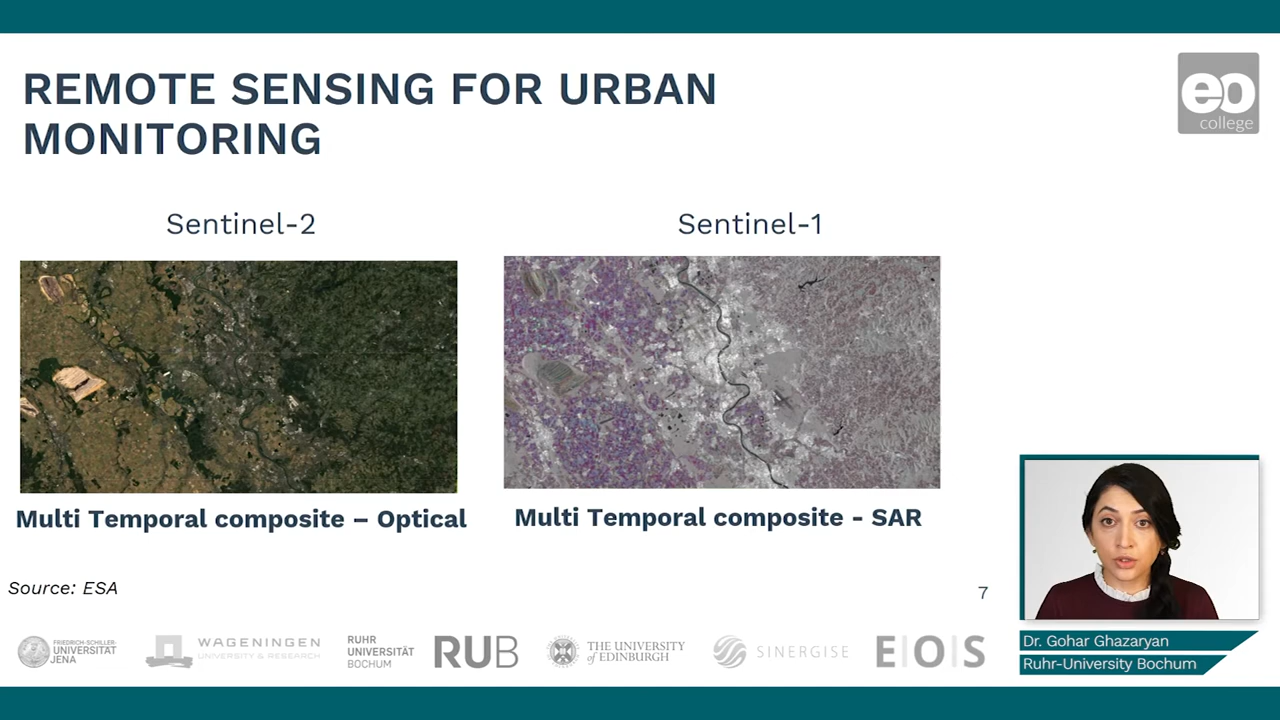 REMOTE SENSING FOR URBAN
MONITORING
eo
college
Sentinel-2
Sentinel-1
Multi Temporal composite – Optical
Multi Temporal composite - SAR
Source: ESA
7
FRIEDRICH-SCHILLER-
UNIVERSITÄT
JENA
WAGENINGEN
UNIVERSITY & RESEARCH
RUHR
UNIVERSITÄT
BOCHUM
RUB
THE UNIVERSITY
of EDINBURGH
SINERGISE
E|O|S
Dr. Gohar Ghazaryan
Ruhr-University Bochum